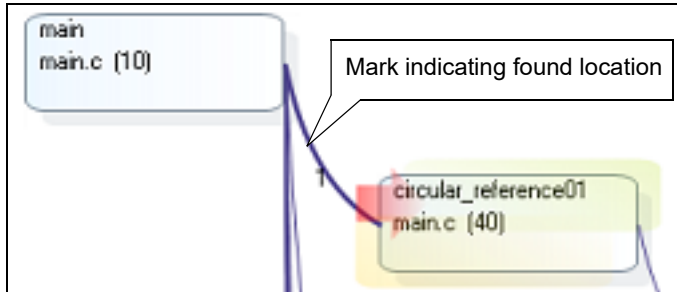 main
main.c (10)
Mark indicating found location
1
circular_reference01
main.c (40)